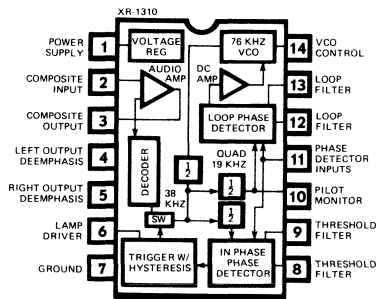 XR-1310
POWER
SUPPLY
1
VOLTAGE
REG
76 KHZ
VCO
14
VCO
CONTROL
COMPOSITE
INPUT
2
AUDIO
AMP
DC
AMP
13
LOOP
FILTER
COMPOSITE
OUTPUT
3
LOOP PHASE
DETECTOR
12
LOOP
FILTER
LEFT OUTPUT
DEEMPHASIS
4
DECODER
1/2
QUAD
19 KHZ
11
PHASE
DETECTOR
INPUTS
RIGHT OUTPUT
DEEMPHASIS
5
38
KHZ
1/2
10
PILOT
MONITOR
SW
1/2
LAMP
DRIVER
6
TRIGGER W/
HYSTERESIS
IN PHASE
PHASE
DETECTOR
9
THRESHOLD
FILTER
GROUND
7
8
THRESHOLD
FILTER